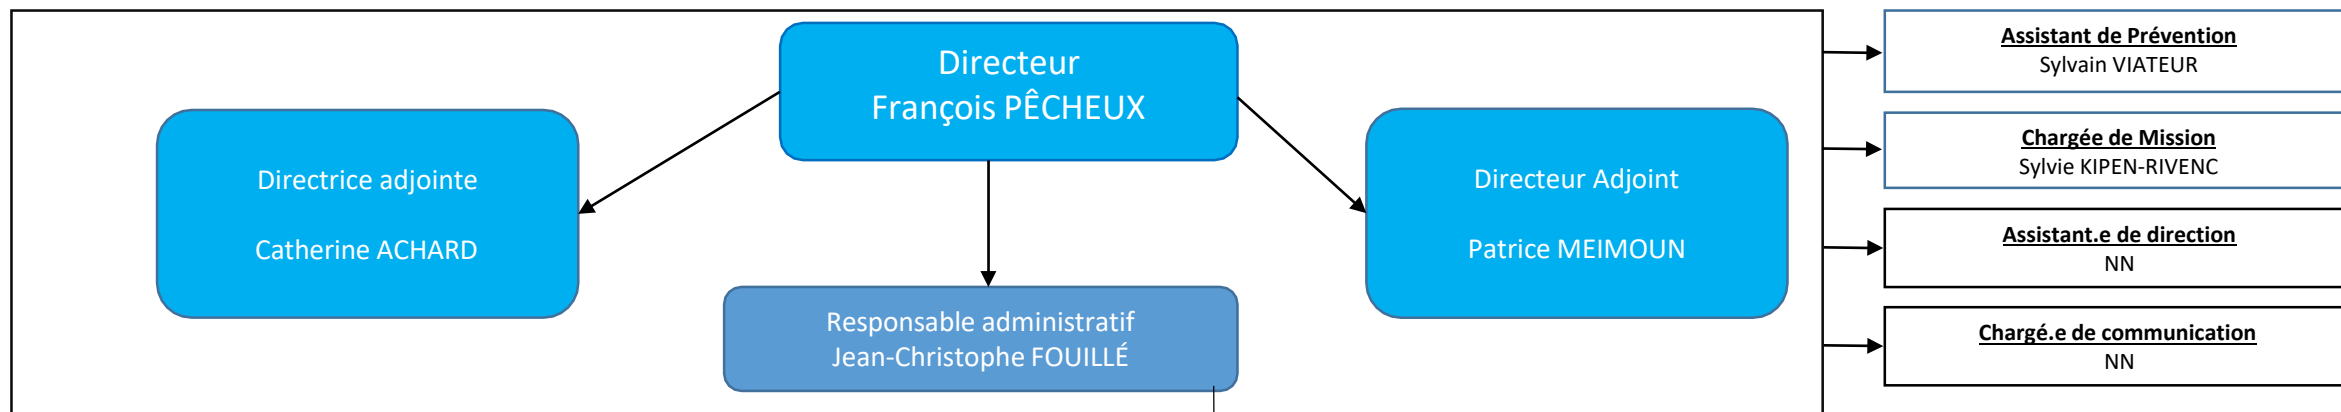 Directeur
François PÊCHEUX
Directrice adjointe
Catherine ACHARD
Directeur Adjoint
Patrice MEIMOUN
Responsable administratif
Jean-Christophe FOUILLÉ
Assistant de Prévention
Sylvain VIATEUR
Chargée de Mission
Sylvie KIPEN-RIVENC
Assistant.e de direction
NN
Chargé.e de communication
NN